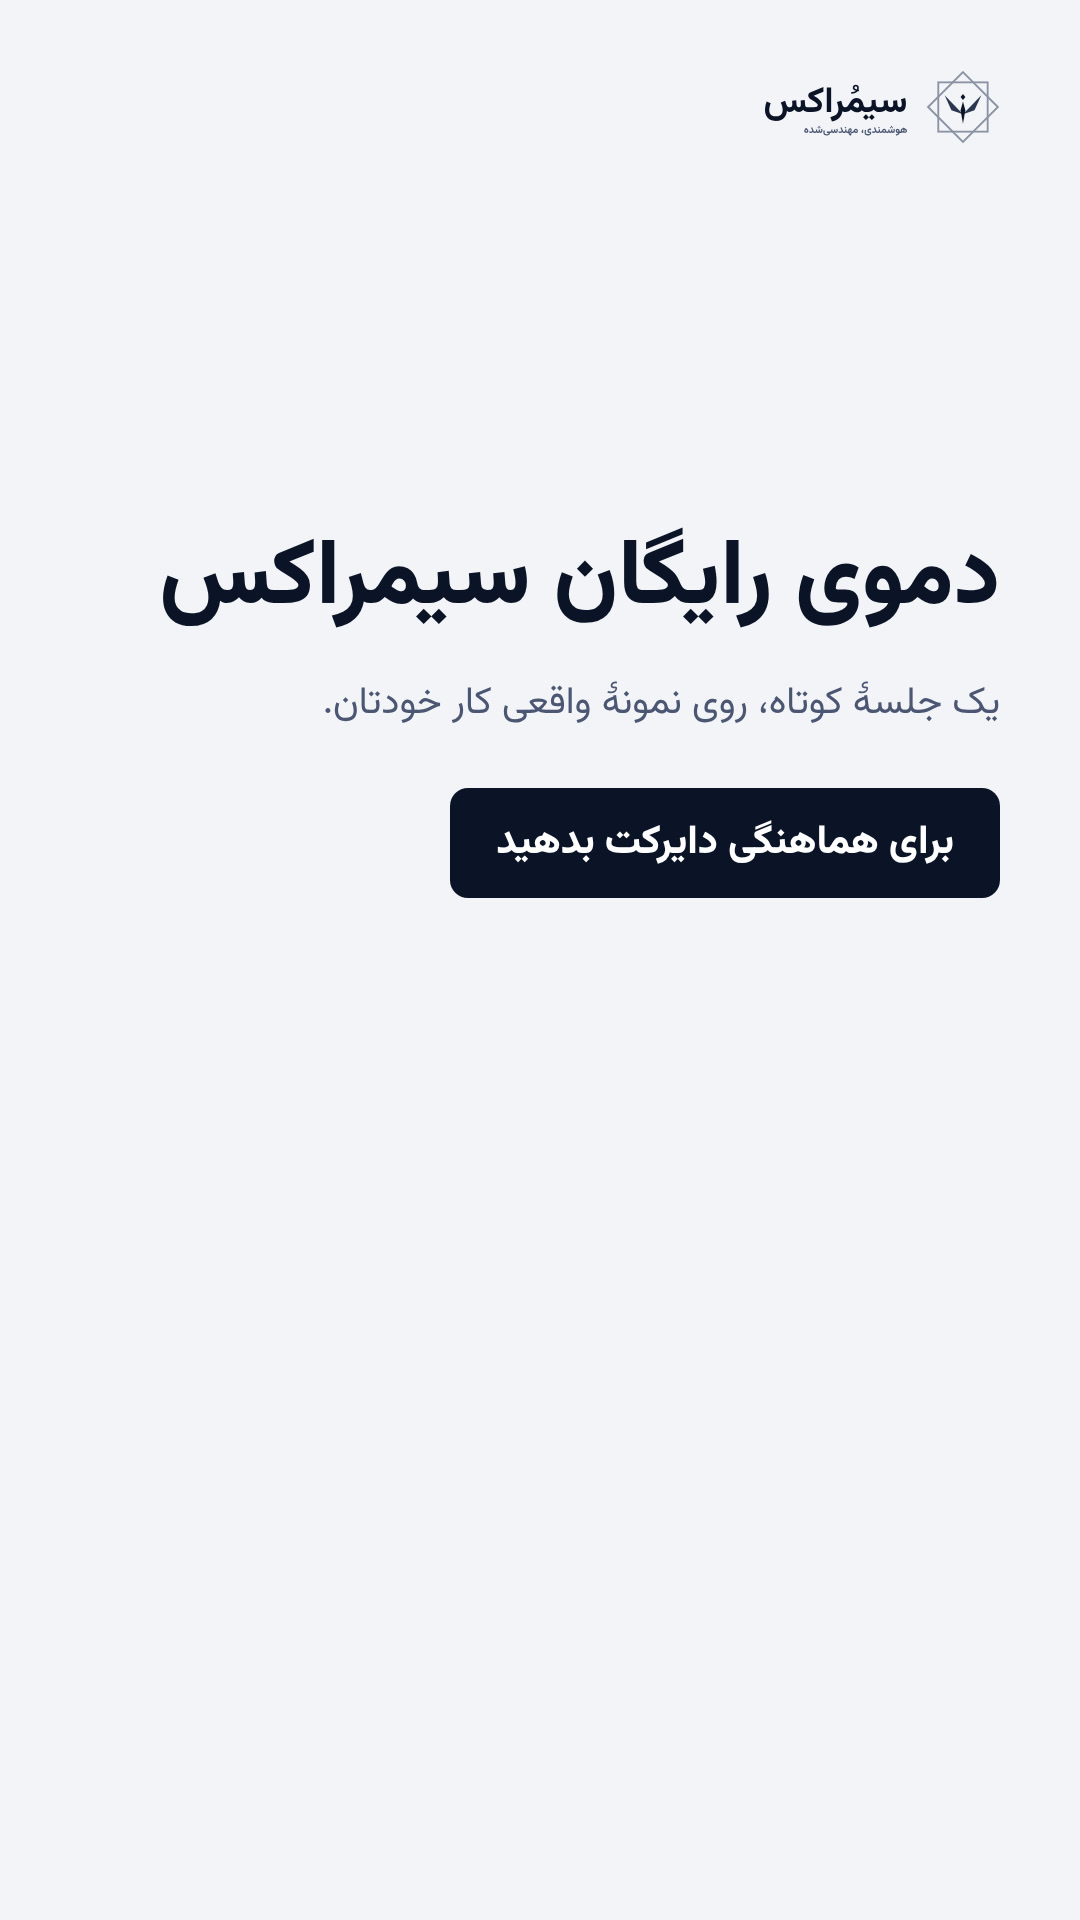 سیمُراکس
هوشمندی، مهندسی‌شده
دموی رایگان سیمراکس
یک جلسهٔ کوتاه، روی نمونهٔ واقعی کار خودتان.
برای هماهنگی دایرکت بدهید